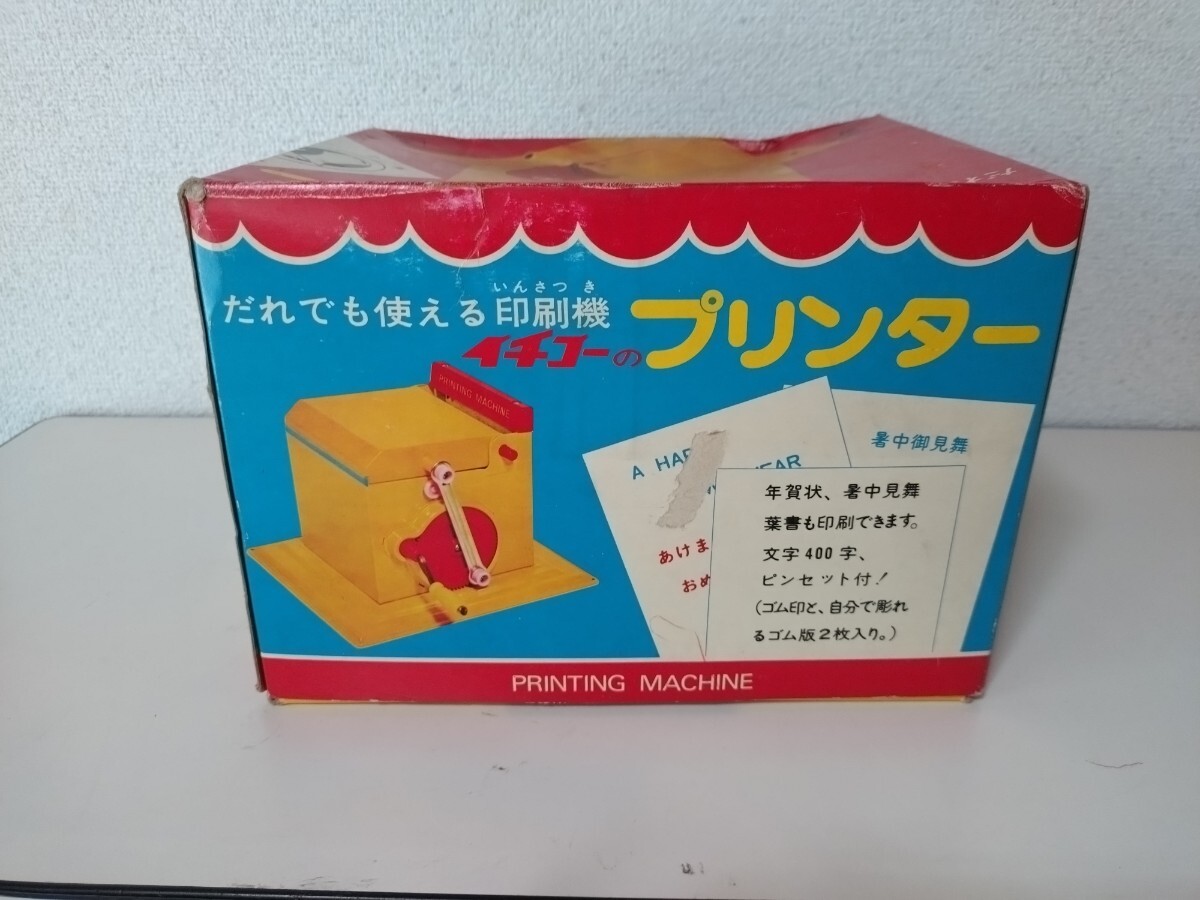 いんさつき
だれでも使える印刷機
イチコーのプリンター
PRINTING MACHINE
A HAP
YEAR
あけま
おめ
暑中御見舞
年賀状、暑中見舞
葉書も印刷できます。
文字400字、
ピンセット付!
(ゴム印と、自分で彫れ
るゴム版2枚入り。)
PRINTING MACHINE